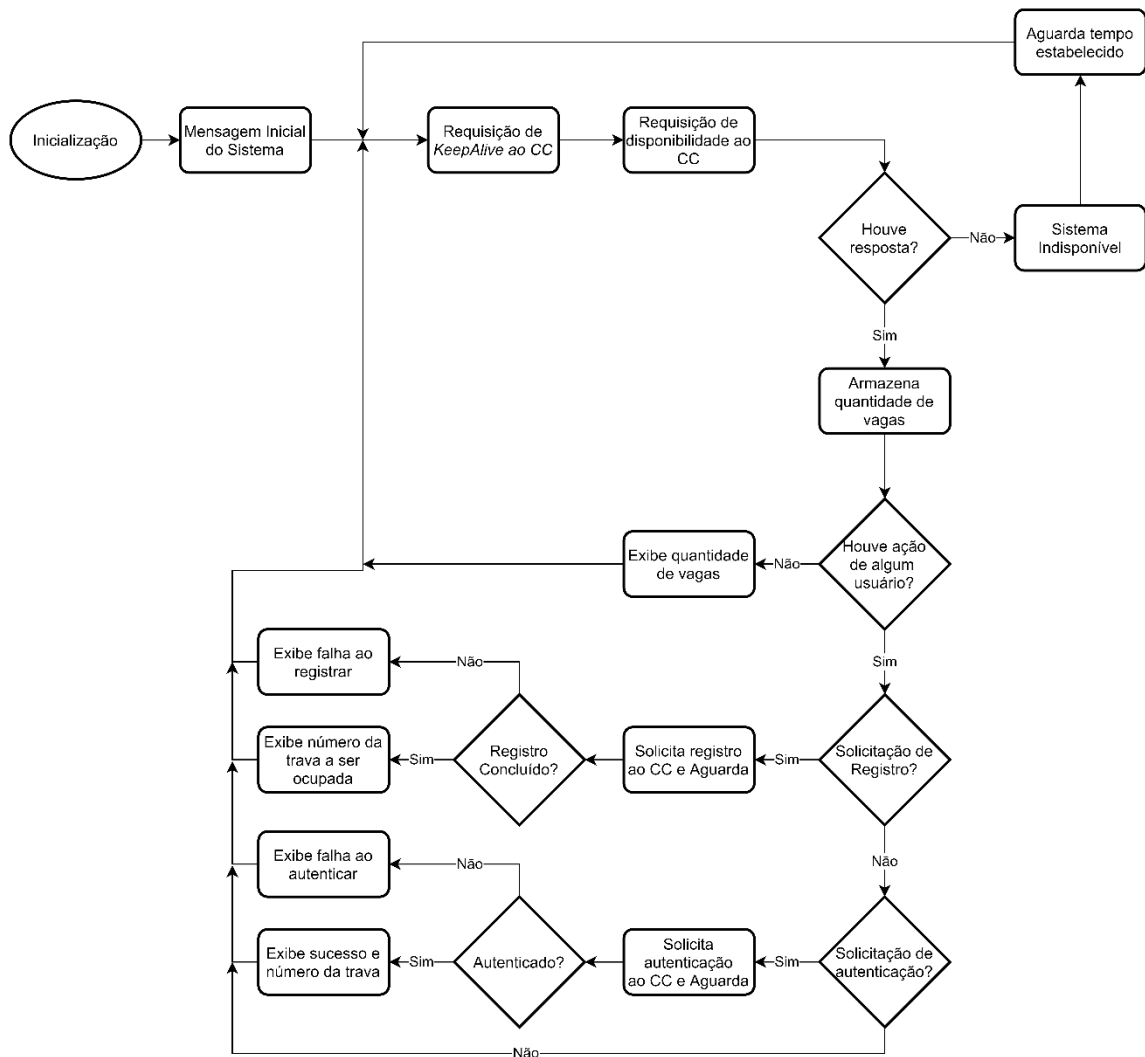 Aguarda tempo
estabelecido
Inicialização
Mensagem Inicial
do Sistema
Requisição de
KeepAlive ao CC
Requisição de
disponibilidade ao
CC
Houve
resposta?
Não
Sistema
Indisponível
Sim
Armazena
quantidade de
vagas
Houve ação
de algum
usuário?
Não
Exibe quantidade
de vagas
Sim
Exibe falha ao
registrar
Não
Exibe número da
trava a ser
ocupada
Sim
Registro
Concluído?
Solicita registro
ao CC e Aguarda
Sim
Solicitação de
Registro?
Não
Exibe falha ao
autenticar
Não
Exibe sucesso e
número da trava
Sim
Autenticado?
Solicita
autenticação
ao CC e Aguarda
Sim
Solicitação de
autenticação?
Não